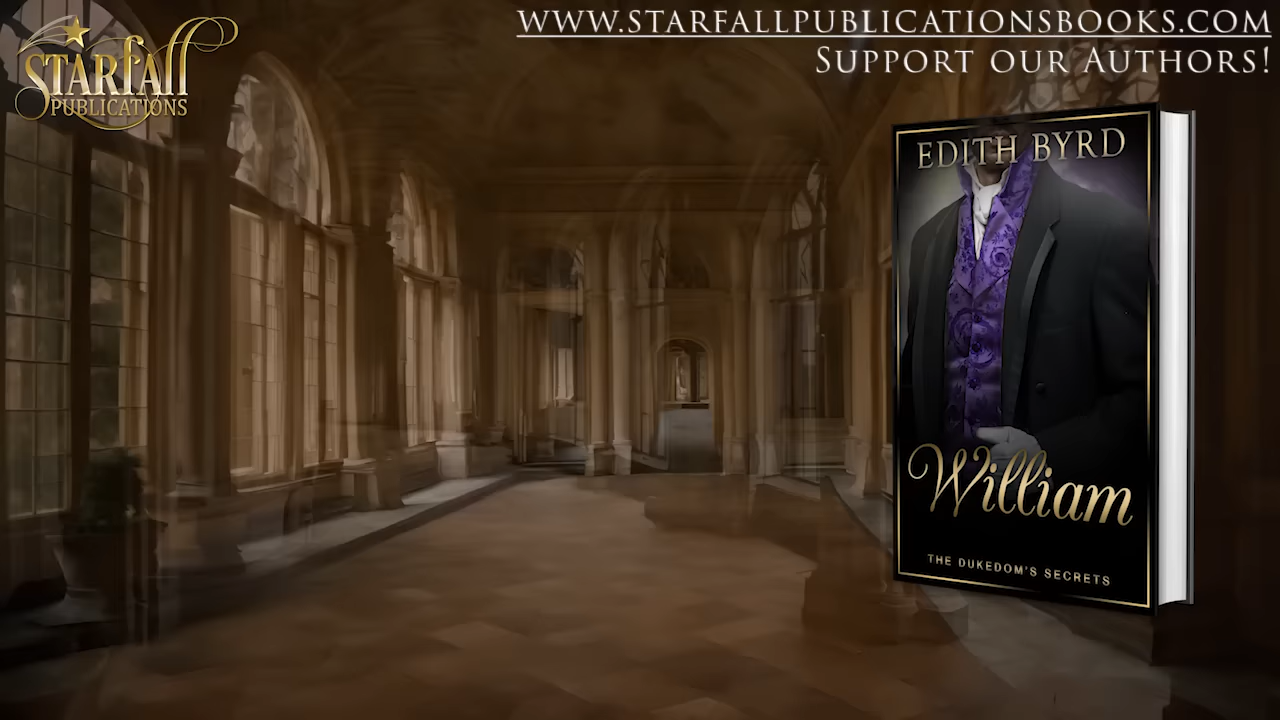 STARfall
PUBLICATIONS
WWW.STARFALLPUBLICATIONSBOOKS.COM
SUPPORT OUR AUTHORS!
EDITH BYRD
William
THE DUKEDOM'S SECRETS